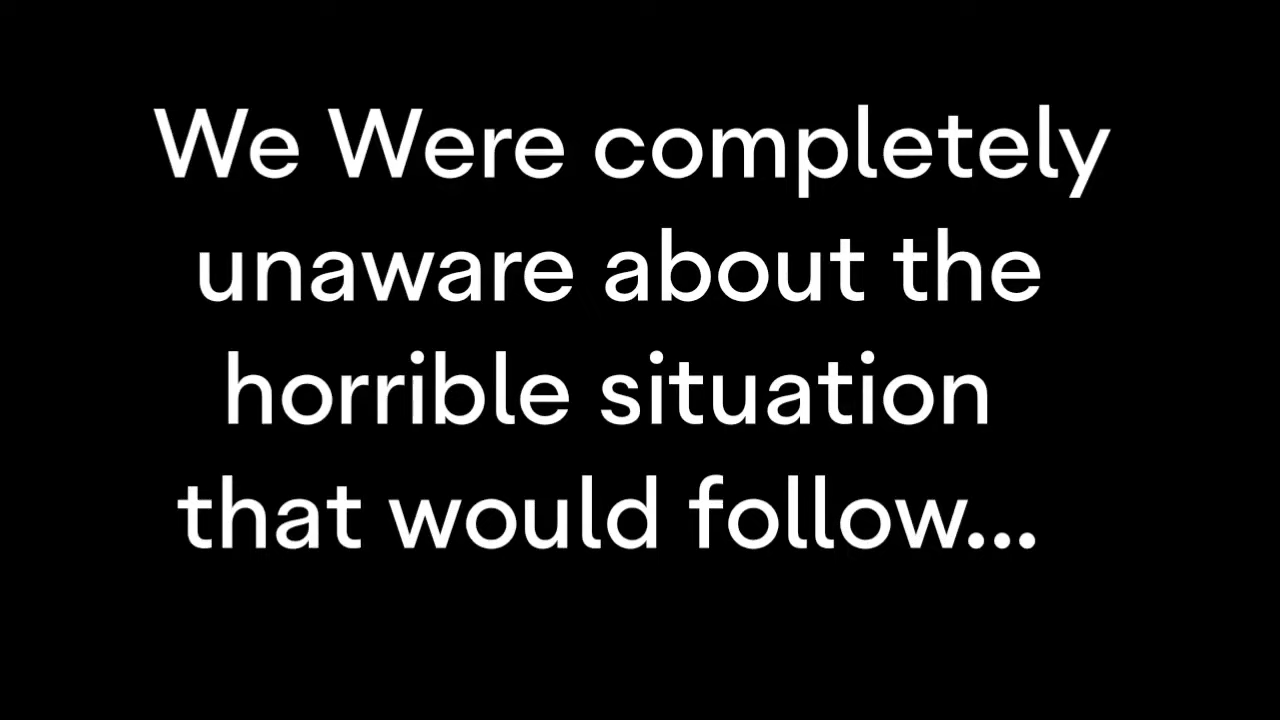 We Were completely
unaware about the
horrible situation
that would follow...